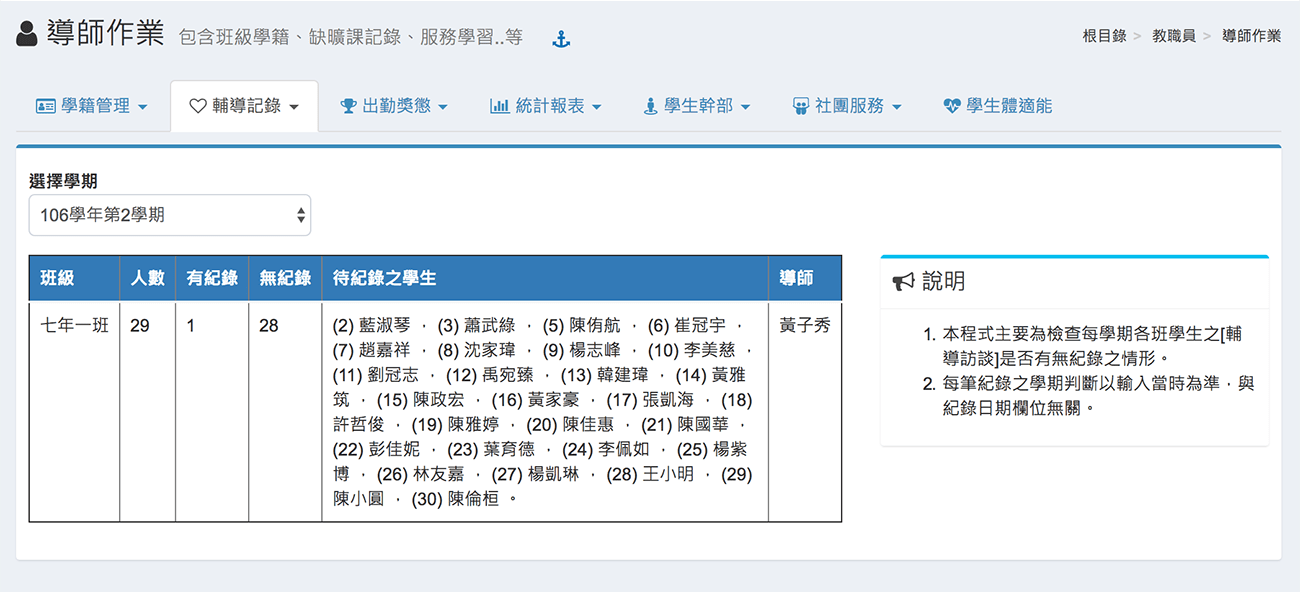 導師作業 包含班級學籍、缺曠課記錄、服務學習..等
根目錄 > 教職員 > 導師作業
學籍管理 輔導記錄 出勤獎懲 統計報表 學生幹部 社團服務 學生體適能
選擇學期
106學年第2學期
班級 人數 有紀錄 無紀錄 待紀錄之學生 導師
七年一班 29 1 28 (2) 藍淑琴 , (3) 蕭武綠 , (5) 陳侑航 , (6) 崔冠宇 , 黃子秀
(7) 趙嘉祥 , (8) 沈家瑋 , (9) 楊志峰 , (10) 李美慈 ,
(11) 劉冠志 , (12) 禹宛臻 , (13) 韓建瑋 , (14) 黃雅
筑 , (15) 陳政宏 , (16) 黃家豪 , (17) 張凱海 , (18)
許哲俊 , (19) 陳雅婷 , (20) 陳佳惠 , (21) 陳國華 ,
(22) 彭佳妮 , (23) 葉育德 , (24) 李佩如 , (25) 楊紫
博 , (26) 林友嘉 , (27) 楊凱琳 , (28) 王小明 , (29)
陳小圓 , (30) 陳倫桓 。
說明
1. 本程式主要為檢查每學期各班學生之[輔
導訪談]是否有無紀錄之情形。
2. 每筆紀錄之學期判斷以輸入當時為準,與
紀錄日期欄位無關。